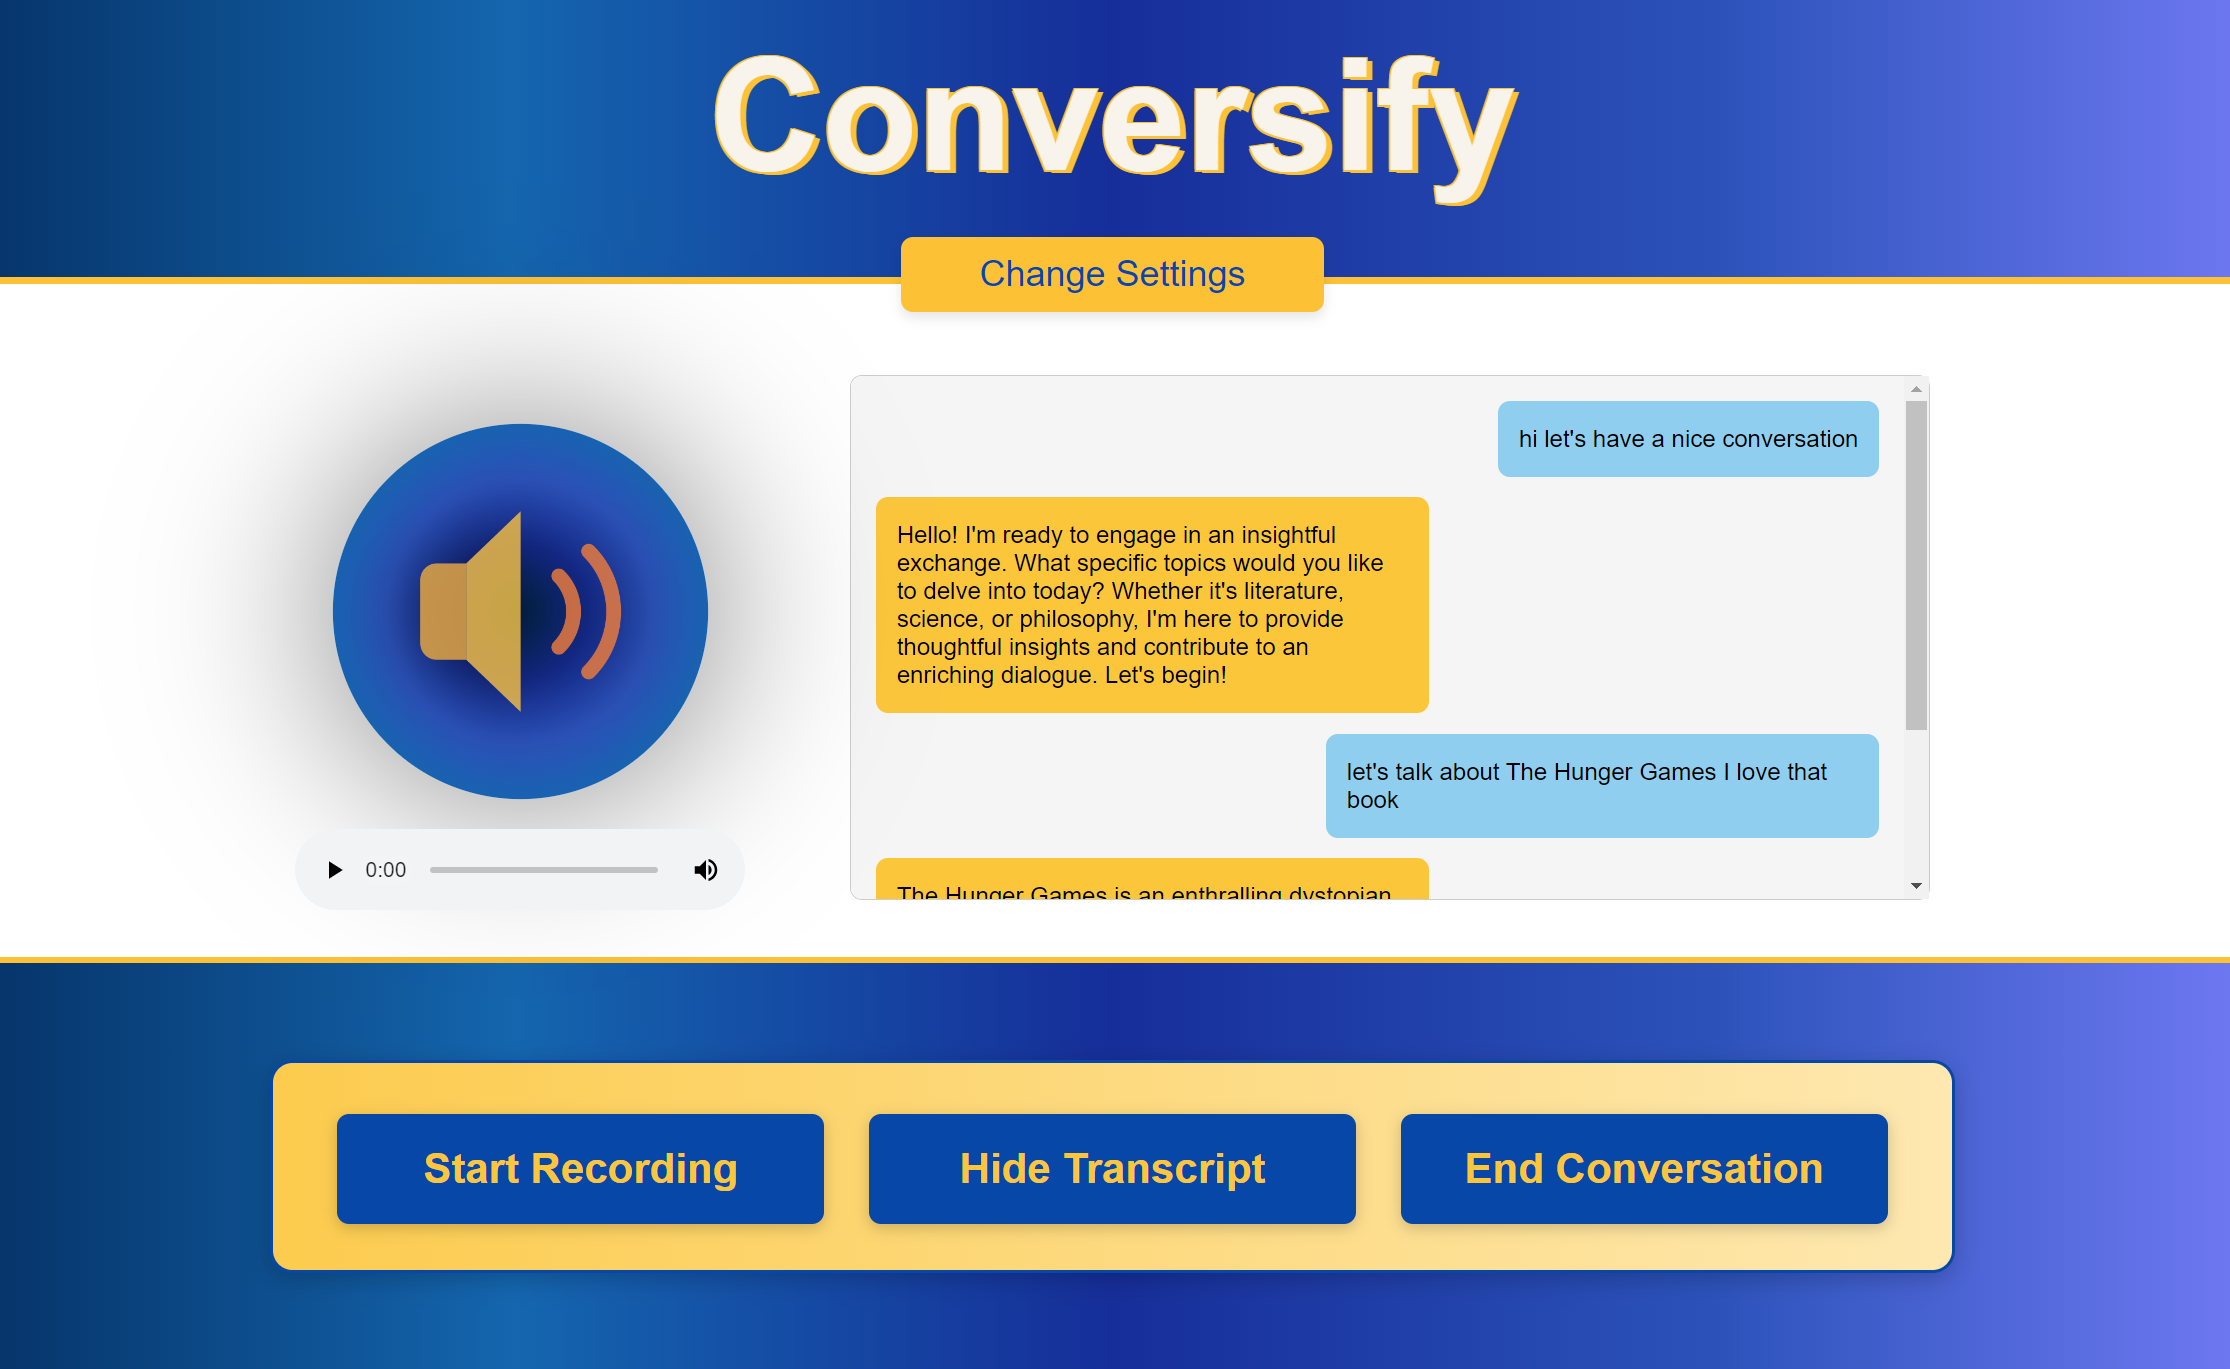 Conversify
Change Settings
hi let's have a nice conversation
Hello! I'm ready to engage in an insightful
exchange. What specific topics would you like
to delve into today? Whether it's literature,
science, or philosophy, I'm here to provide
thoughtful insights and contribute to an
enriching dialogue. Let's begin!
let's talk about The Hunger Games I love that
book
The Hunger Games is an enthralling dystopian
0:00
Start Recording
Hide Transcript
End Conversation